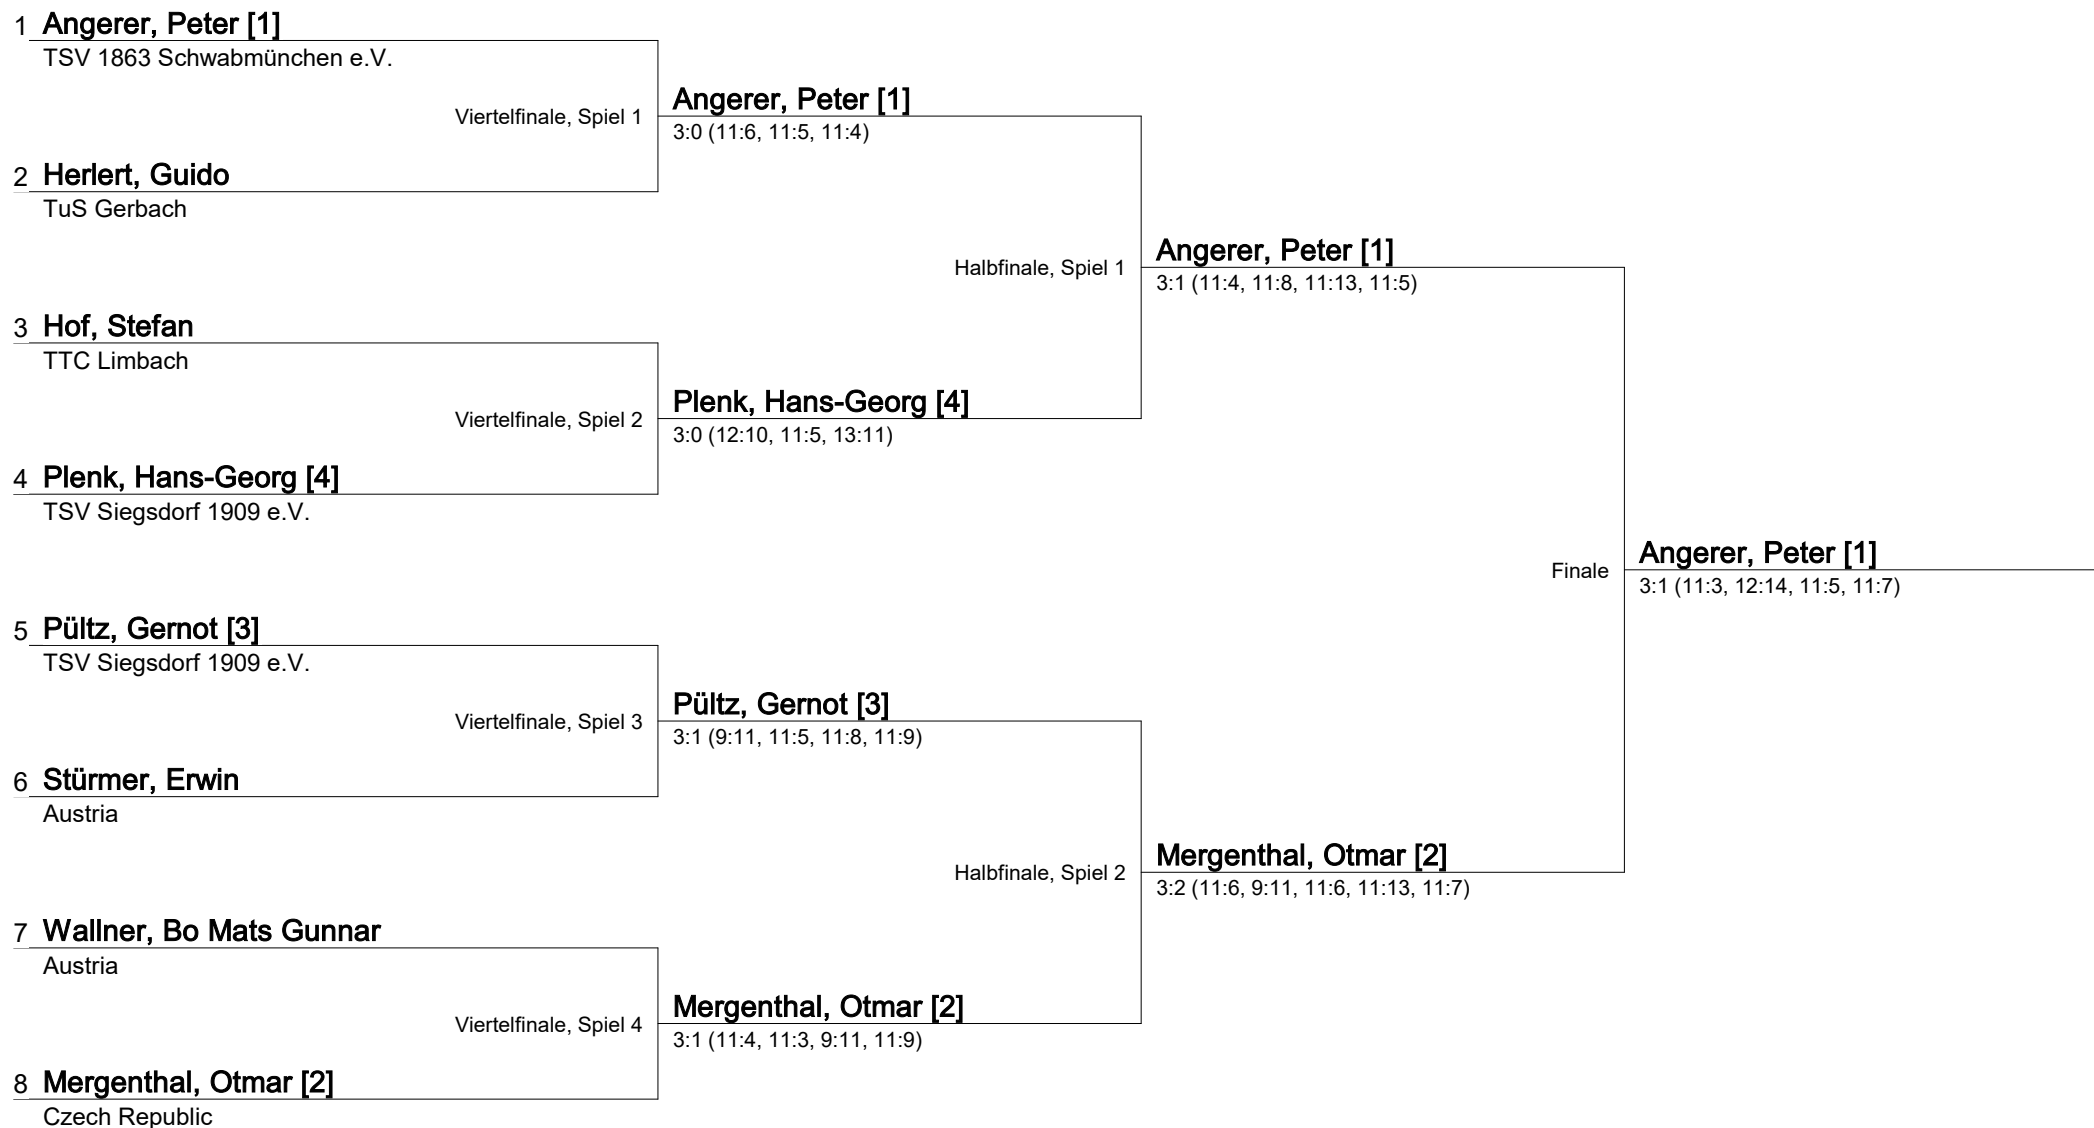 1 Angerer, Peter [1]
TSV 1863 Schwabmünchen e.V.
Viertelfinale, Spiel 1
Angerer, Peter [1]
3:0 (11:6, 11:5, 11:4)
2 Herlert, Guido
TuS Gerbach
Halbfinale, Spiel 1
Angerer, Peter [1]
3:1 (11:4, 11:8, 11:13, 11:5)
3 Hof, Stefan
TTC Limbach
Viertelfinale, Spiel 2
Plenk, Hans-Georg [4]
3:0 (12:10, 11:5, 13:11)
4 Plenk, Hans-Georg [4]
TSV Siegsdorf 1909 e.V.
Finale
Angerer, Peter [1]
3:1 (11:3, 12:14, 11:5, 11:7)
5 Pültz, Gernot [3]
TSV Siegsdorf 1909 e.V.
Viertelfinale, Spiel 3
Pültz, Gernot [3]
3:1 (9:11, 11:5, 11:8, 11:9)
6 Stürmer, Erwin
Austria
Halbfinale, Spiel 2
Mergenthal, Otmar [2]
3:2 (11:6, 9:11, 11:6, 11:13, 11:7)
7 Wallner, Bo Mats Gunnar
Austria
Viertelfinale, Spiel 4
Mergenthal, Otmar [2]
3:1 (11:4, 11:3, 9:11, 11:9)
8 Mergenthal, Otmar [2]
Czech Republic